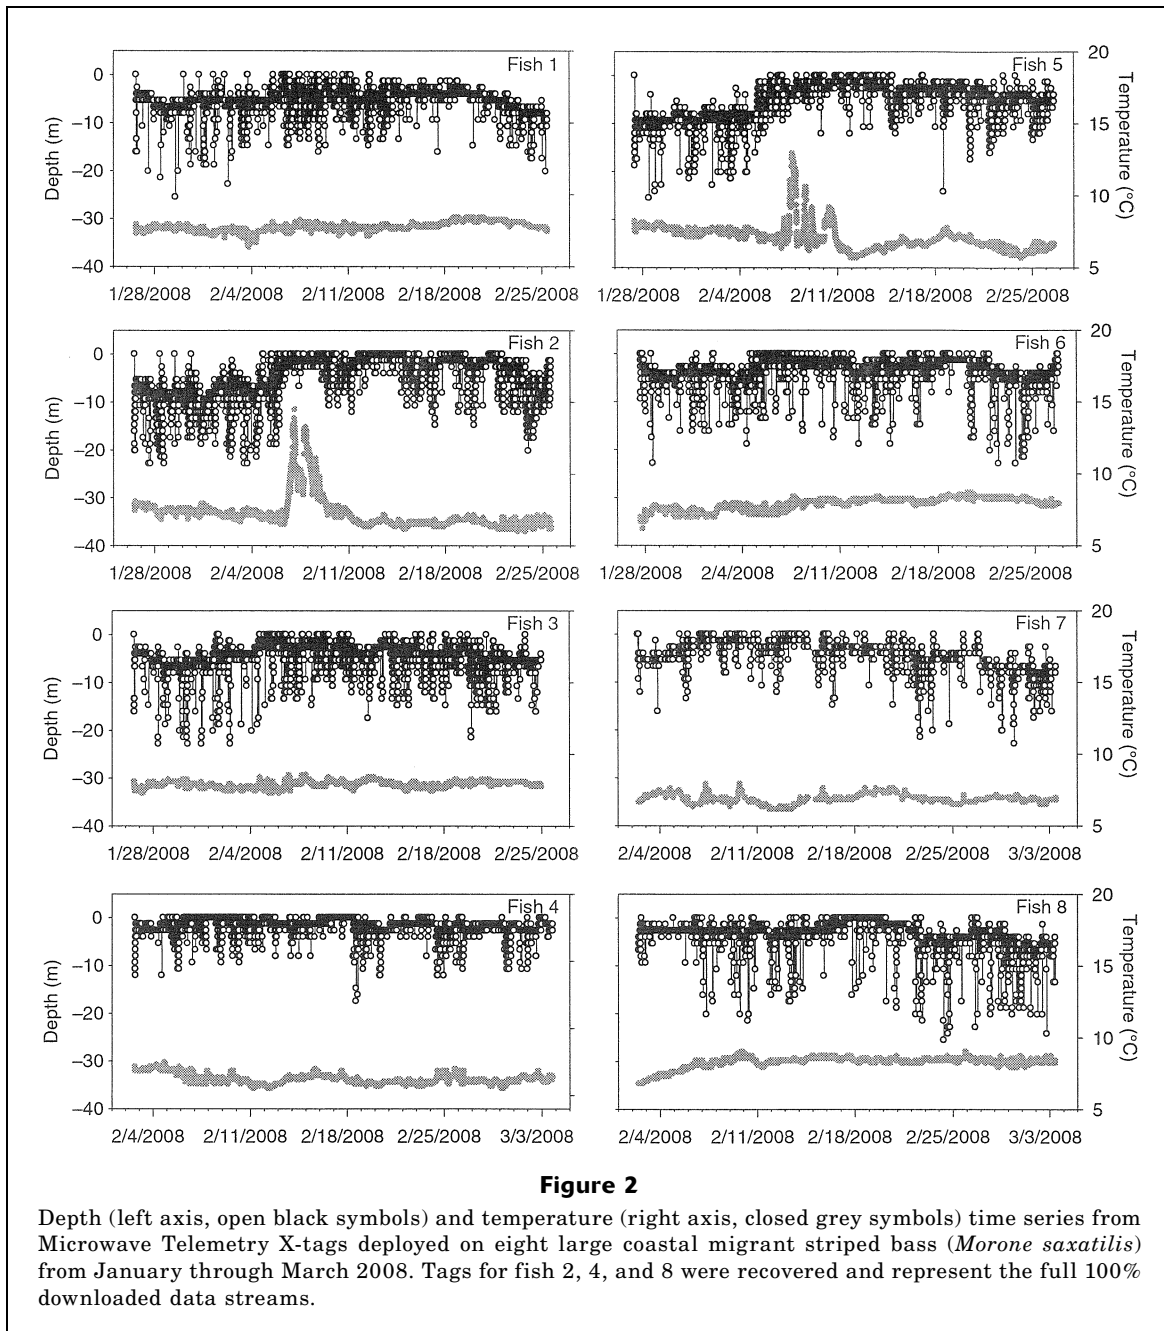 Fish 1
Fish 5
0
−10
−20
−30
−40
Depth (m)
20
15
10
5
Temperature (°C)
1/28/2008 2/4/2008 2/11/2008 2/18/2008 2/25/2008
1/28/2008 2/4/2008 2/11/2008 2/18/2008 2/25/2008
Fish 2
Fish 6
0
−10
−20
−30
−40
Depth (m)
20
15
10
5
Temperature (°C)
1/28/2008 2/4/2008 2/11/2008 2/18/2008 2/25/2008
1/28/2008 2/4/2008 2/11/2008 2/18/2008 2/25/2008
Fish 3
Fish 7
0
−10
−20
−30
−40
Depth (m)
20
15
10
5
Temperature (°C)
1/28/2008 2/4/2008 2/11/2008 2/18/2008 2/25/2008
2/4/2008 2/11/2008 2/18/2008 2/25/2008 3/3/2008
Fish 4
Fish 8
0
−10
−20
−30
−40
Depth (m)
20
15
10
5
Temperature (°C)
2/4/2008 2/11/2008 2/18/2008 2/25/2008 3/3/2008
2/4/2008 2/11/2008 2/18/2008 2/25/2008 3/3/2008
Figure 2
Depth (left axis, open black symbols) and temperature (right axis, closed grey symbols) time series from
Microwave Telemetry X-tags deployed on eight large coastal migrant striped bass (Morone saxatilis)
from January through March 2008. Tags for fish 2, 4, and 8 were recovered and represent the full 100%
downloaded data streams.